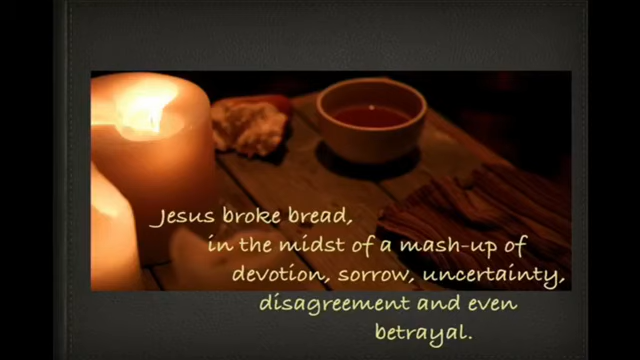 Jesus broke bread,
in the midst of a mash-up of
devotion, sorrow, uncertainty,
disagreement and even
betrayal.